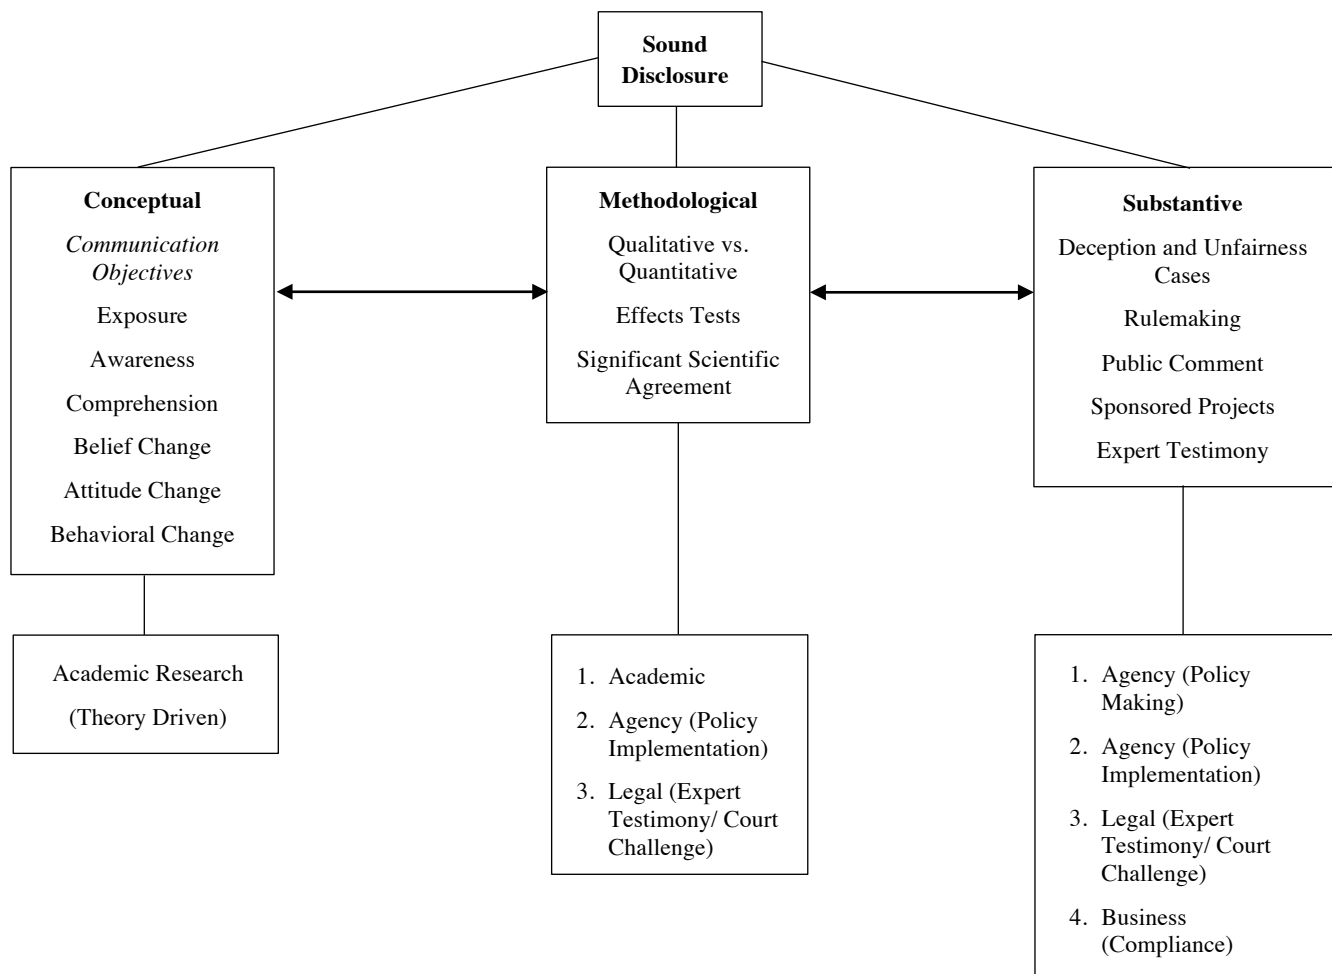 Sound
Disclosure
Conceptual
Communication
Objectives
Exposure
Awareness
Comprehension
Belief Change
Attitude Change
Behavioral Change
Methodological
Qualitative vs.
Quantitative
Effects Tests
Significant Scientific
Agreement
Substantive
Deception and Unfairness
Cases
Rulemaking
Public Comment
Sponsored Projects
Expert Testimony
Academic Research
(Theory Driven)
1. Academic
2. Agency (Policy
Implementation)
3. Legal (Expert
Testimony/ Court
Challenge)
1. Agency (Policy
Making)
2. Agency (Policy
Implementation)
3. Legal (Expert
Testimony/ Court
Challenge)
4. Business
(Compliance)